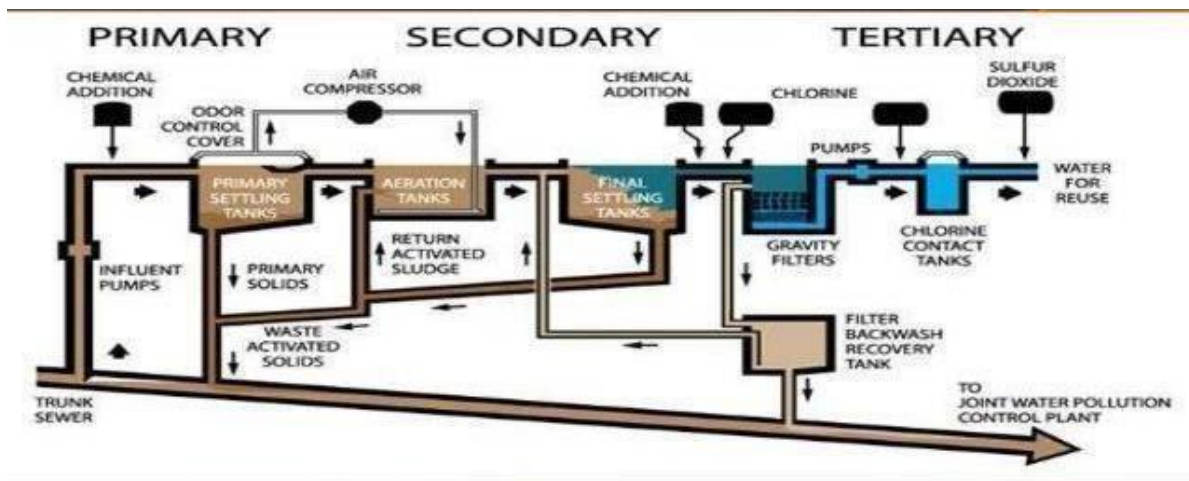 PRIMARY
SECONDARY
TERTIARY
CHEMICAL
ADDITION
ODOR
CONTROL
COVER
AIR
COMPRESSOR
CHEMICAL
ADDITION
CHLORINE
SULFUR
DIOXIDE
PUMPS
PRIMARY
SETTLING
TANKS
AERATION
TANKS
FINAL
SETTLING
TANKS
WATER
FOR
REUSE
INFLUENT
PUMPS
PRIMARY
SOLIDS
RETURN
ACTIVATED
SLUDGE
GRAVITY
FILTERS
CHLORINE
CONTACT
TANKS
WASTE
ACTIVATED
SOLIDS
FILTER
BACKWASH
RECOVERY
TANK
TRUNK
SEWER
TO
JOINT WATER POLLUTION
CONTROL PLANT